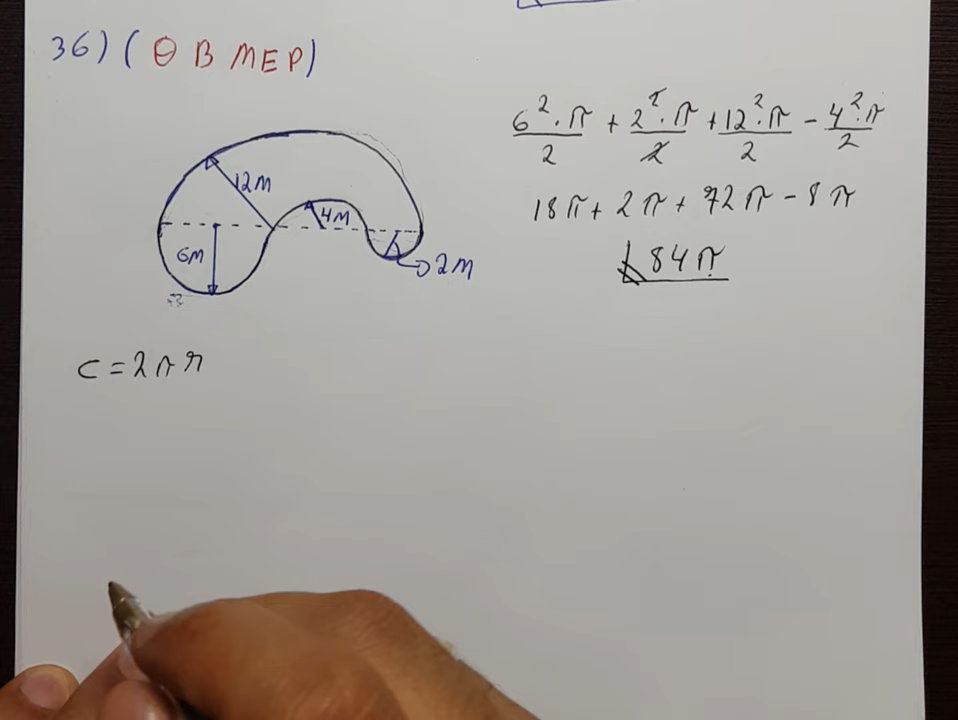 36) (OBMEP)
12M
4M
6M
2M
6².π/2 + 2².π/2 + 12².π/2 - 4².π/2
18π + 2π + 72π - 8π
84π
C = 2πr